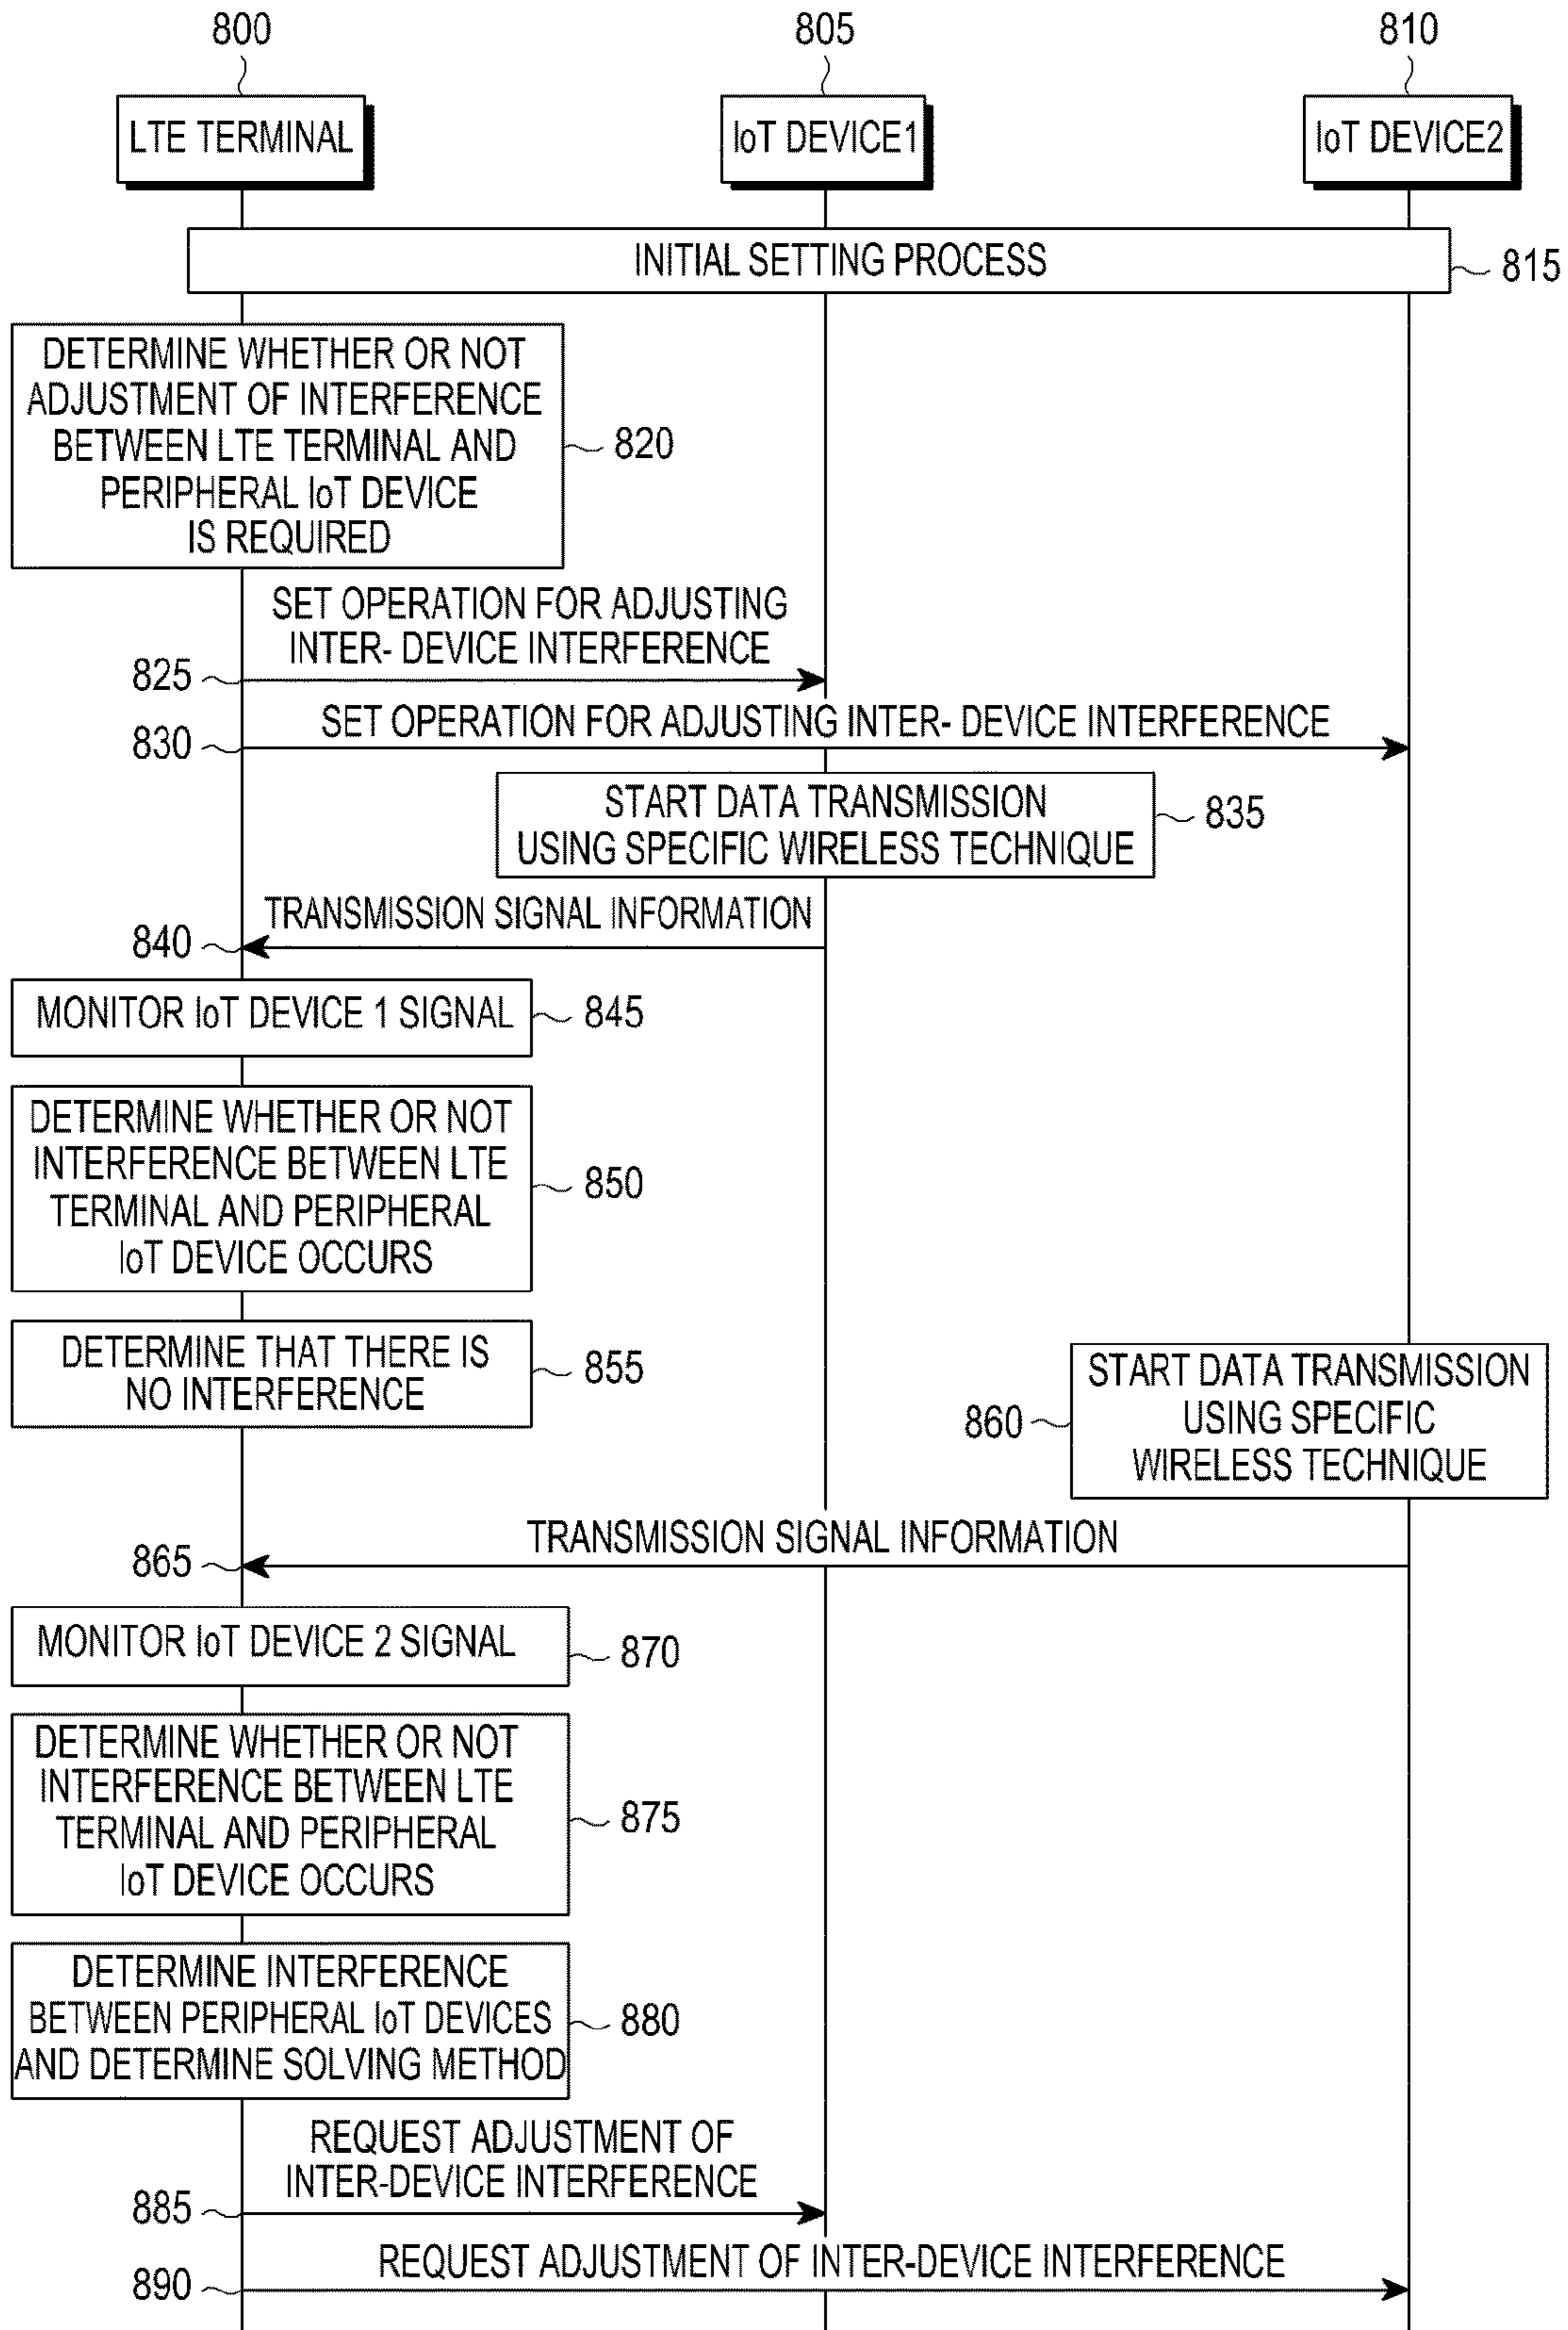 800
805
810
LTE TERMINAL
IoT DEVICE1
IoT DEVICE2
INITIAL SETTING PROCESS
815
DETERMINE WHETHER OR NOT
ADJUSTMENT OF INTERFERENCE
BETWEEN LTE TERMINAL AND
PERIPHERAL IoT DEVICE
IS REQUIRED
820
SET OPERATION FOR ADJUSTING
INTER- DEVICE INTERFERENCE
825
SET OPERATION FOR ADJUSTING INTER- DEVICE INTERFERENCE
830
START DATA TRANSMISSION
USING SPECIFIC WIRELESS TECHNIQUE
835
TRANSMISSION SIGNAL INFORMATION
840
MONITOR IoT DEVICE 1 SIGNAL
845
DETERMINE WHETHER OR NOT
INTERFERENCE BETWEEN LTE
TERMINAL AND PERIPHERAL
IoT DEVICE OCCURS
850
DETERMINE THAT THERE IS
NO INTERFERENCE
855
START DATA TRANSMISSION
USING SPECIFIC
WIRELESS TECHNIQUE
860
TRANSMISSION SIGNAL INFORMATION
865
MONITOR IoT DEVICE 2 SIGNAL
870
DETERMINE WHETHER OR NOT
INTERFERENCE BETWEEN LTE
TERMINAL AND PERIPHERAL
IoT DEVICE OCCURS
875
DETERMINE INTERFERENCE
BETWEEN PERIPHERAL IoT DEVICES
AND DETERMINE SOLVING METHOD
880
REQUEST ADJUSTMENT OF
INTER-DEVICE INTERFERENCE
885
REQUEST ADJUSTMENT OF INTER-DEVICE INTERFERENCE
890